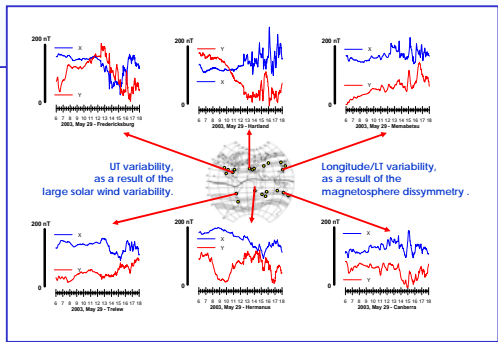 200 nT
X
Y
0
6 7 8 9 10 11 12 13 14 15 16 17 18
2003, May 29 - Fredericksburg
200 nT
Y
X
0
6 7 8 9 10 11 12 13 14 15 16 17 18
2003, May 29 - Hartland
200 nT
X
Y
0
6 7 8 9 10 11 12 13 14 15 16 17 18
2003, May 29 - Memabetsu
UT variability,
as a result of the
large solar wind variability.
Longitude/LT variability,
as a result of the
magnetosphere dissymmetry .
200 nT
X
Y
0
6 7 8 9 10 11 12 13 14 15 16 17 18
2003, May 29 - Trelew
200 nT
X
Y
0
6 7 8 9 10 11 12 13 14 15 16 17 18
2003, May 29 - Hermanus
200 nT
X
Y
0
6 7 8 9 10 11 12 13 14 15 16 17 18
2003, May 29 - Canberra